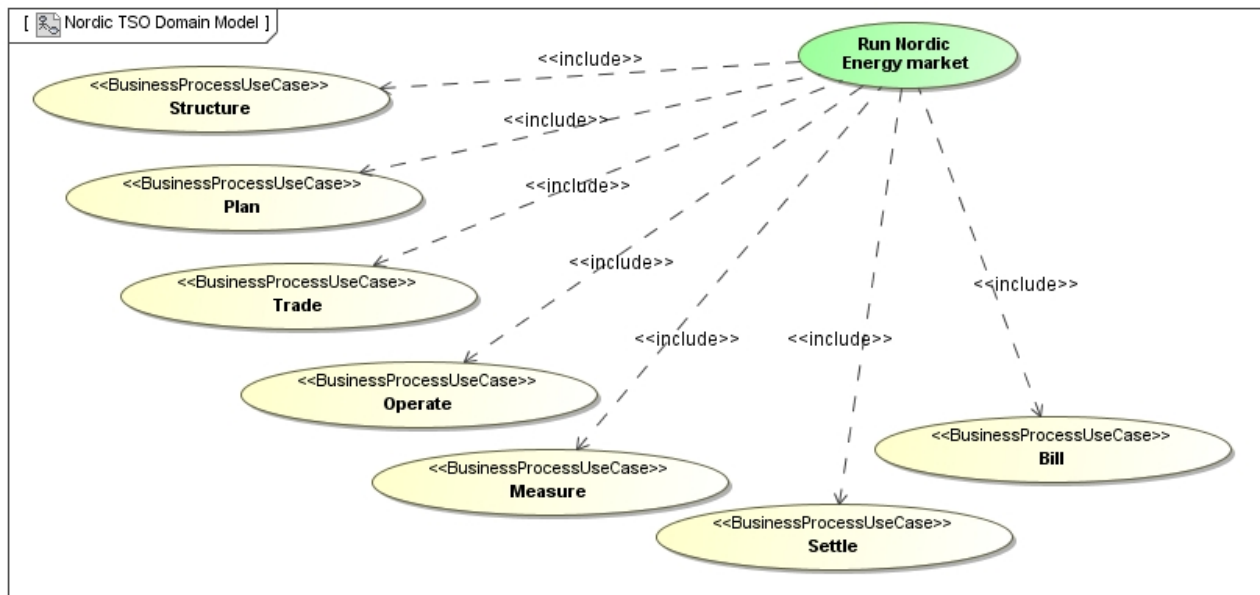 [ Nordic TSO Domain Model ]
Run Nordic
Energy market
<<include>>
<<BusinessProcessUseCase>>
Structure
<<include>>
<<BusinessProcessUseCase>>
Plan
<<include>>
<<BusinessProcessUseCase>>
Trade
<<include>>
<<include>>
<<include>>
<<include>>
<<BusinessProcessUseCase>>
Operate
<<BusinessProcessUseCase>>
Bill
<<BusinessProcessUseCase>>
Measure
<<BusinessProcessUseCase>>
Settle